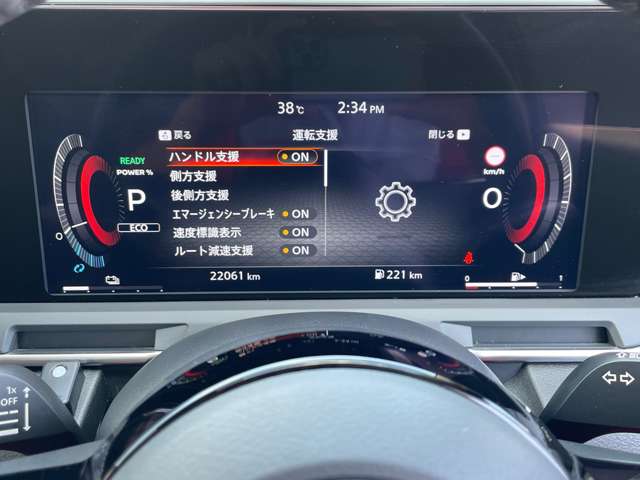 38℃ 2:34 PM
戻る 運転支援 閉じる
READY
POWER %
P
ECO
0
ハンドル支援 ON
側方支援
後側方支援
エマージェンシーブレーキ ON
速度標識表示 ON
ルート減速支援 ON
km/h
0
22061 km
221 km
0 1
1x
OFF